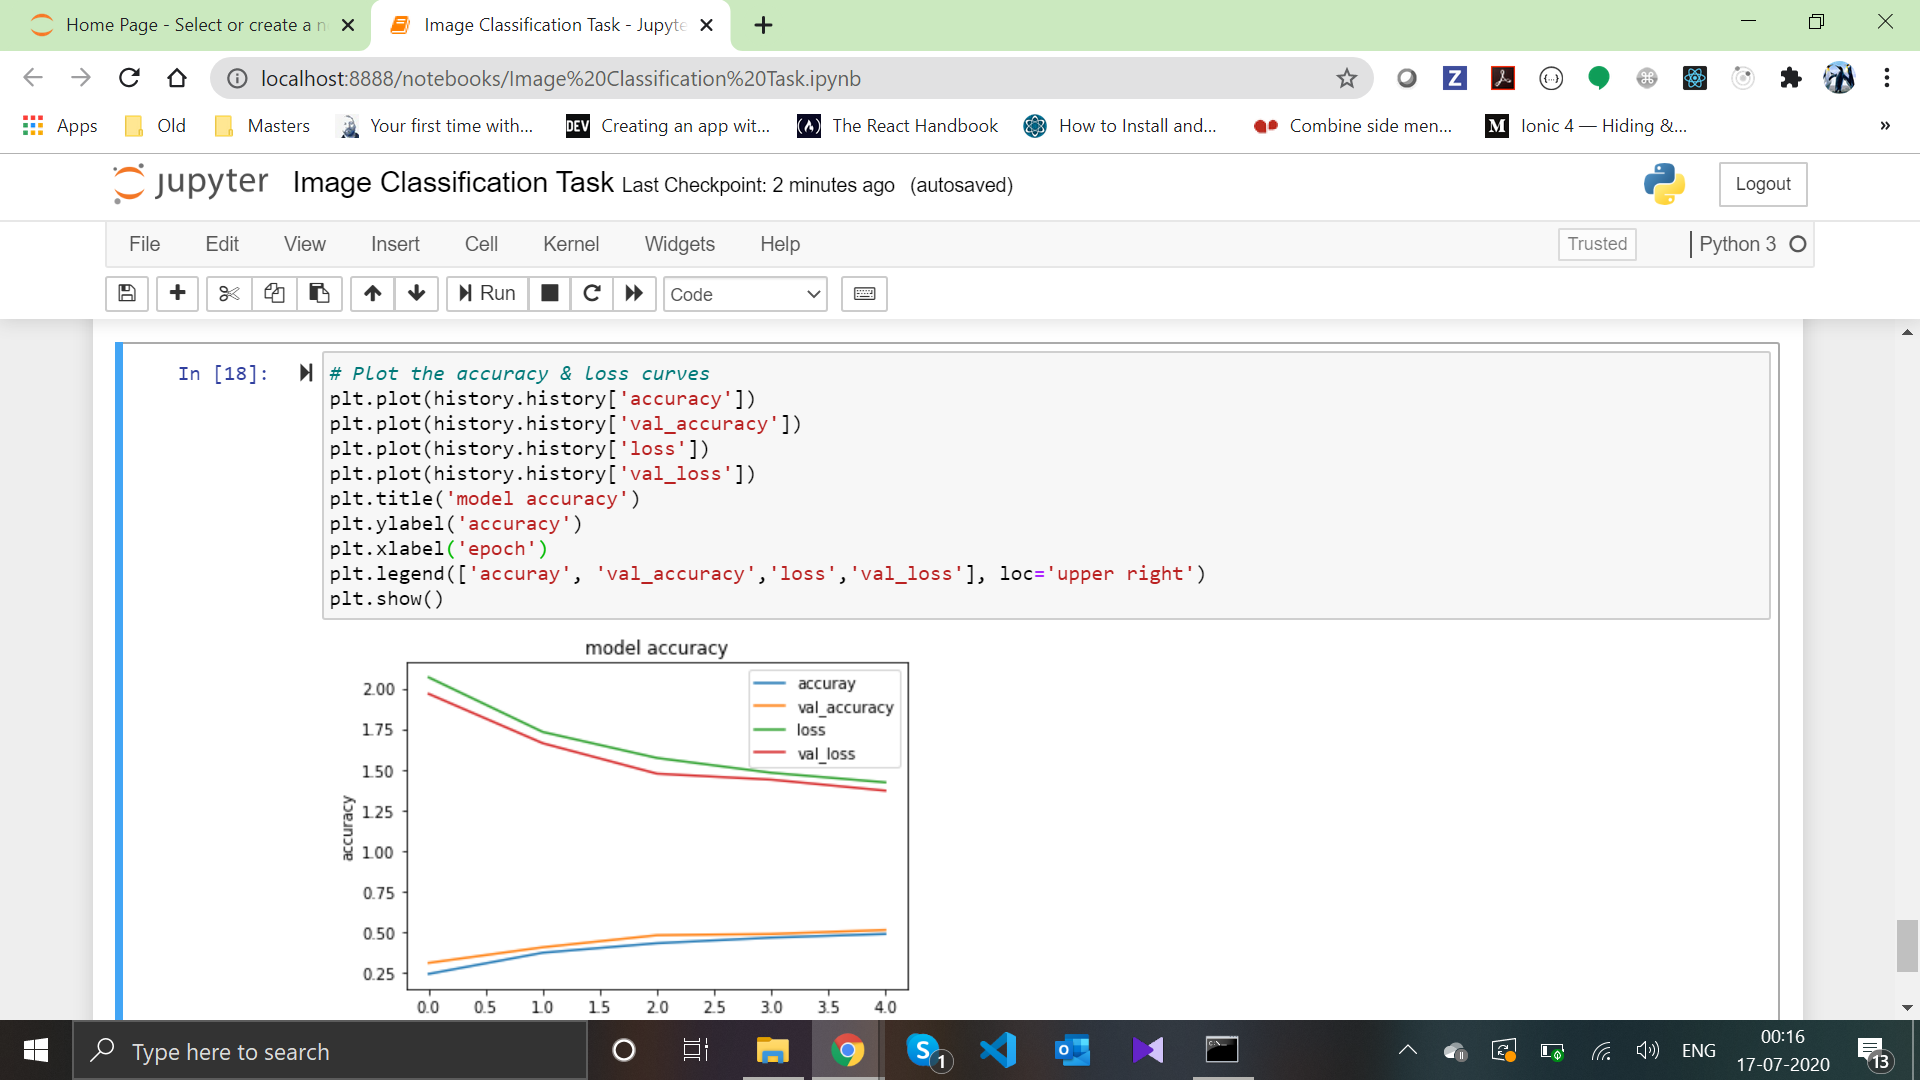 Home Page - Select or create a n
Image Classification Task - Jupyte
localhost:8888/notebooks/Image%20Classification%20Task.ipynb
Apps
Old
Masters
Your first time with...
DEV
Creating an app wit...
The React Handbook
How to Install and...
Combine side men...
Ionic 4 — Hiding &...
»
jupyter
Image Classification Task Last Checkpoint: 2 minutes ago (autosaved)
Logout
File
Edit
View
Insert
Cell
Kernel
Widgets
Help
Trusted
Python 3
Run
Code
In [18]:
# Plot the accuracy & loss curves
plt.plot(history.history['accuracy'])
plt.plot(history.history['val_accuracy'])
plt.plot(history.history['loss'])
plt.plot(history.history['val_loss'])
plt.title('model accuracy')
plt.ylabel('accuracy')
plt.xlabel('epoch')
plt.legend(['accuray', 'val_accuracy','loss','val_loss'], loc='upper right')
plt.show()
model accuracy
accuray
val_accuracy
loss
val_loss
accuracy
2.00
1.75
1.50
1.25
1.00
0.75
0.50
0.25
0.0 0.5 1.0 1.5 2.0 2.5 3.0 3.5 4.0
Type here to search
1
ENG
00:16
17-07-2020
13